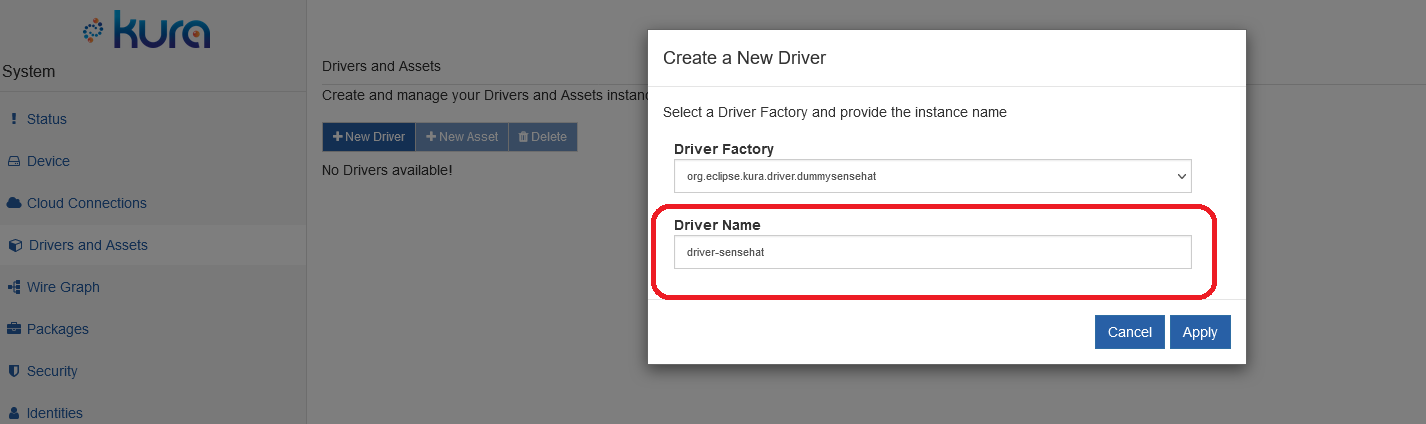 kura
System
Status
Device
Cloud Connections
Drivers and Assets
Wire Graph
Packages
Security
Identities
Drivers and Assets
Create and manage your Drivers and Assets instanc
New Driver
New Asset
Delete
No Drivers available!
Create a New Driver
Select a Driver Factory and provide the instance name
Driver Factory
org.eclipse.kura.driver.dummysensehat
Driver Name
driver-sensehat
Cancel
Apply